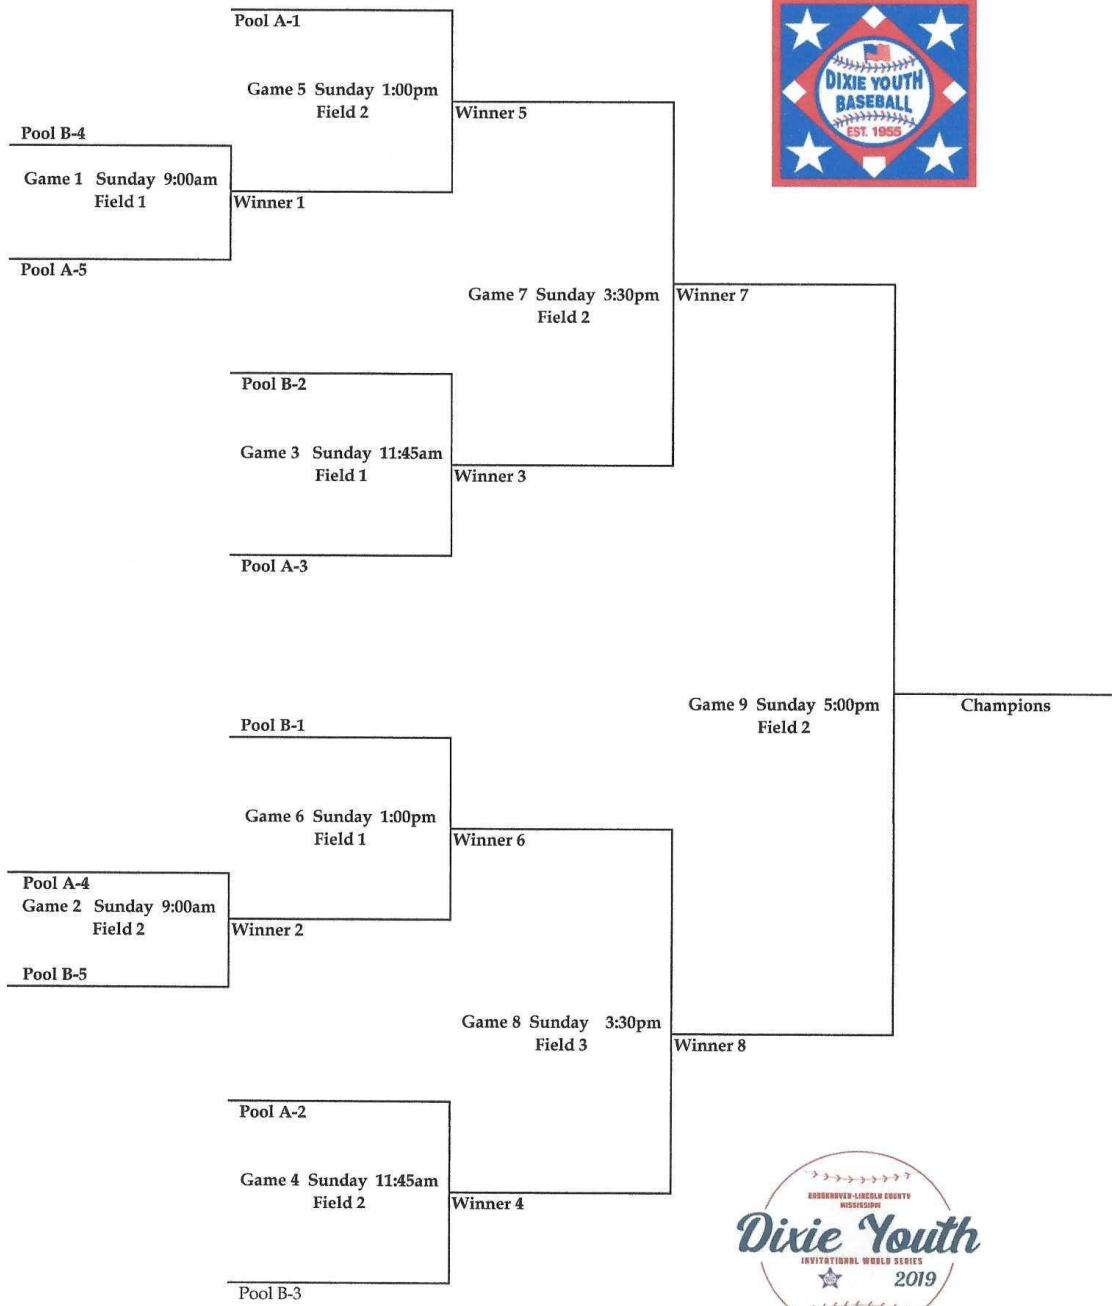 Pool A-1
Game 5 Sunday 1:00pm
Field 2
Winner 5
Pool B-4
Game 1 Sunday 9:00am
Field 1
Winner 1
Pool A-5
Game 7 Sunday 3:30pm
Field 2
Winner 7
Pool B-2
Game 3 Sunday 11:45am
Field 1
Winner 3
Pool A-3
Game 9 Sunday 5:00pm
Field 2
Champions
Pool B-1
Game 6 Sunday 1:00pm
Field 1
Winner 6
Pool A-4
Game 2 Sunday 9:00am
Field 2
Winner 2
Pool B-5
Game 8 Sunday 3:30pm
Field 3
Winner 8
Pool A-2
Game 4 Sunday 11:45am
Field 2
Winner 4
Pool B-3
DIXIE YOUTH
BASEBALL
EST. 1955
BROOKHAVEN-LINCOLN COUNTY
MISSISSIPPI
Dixie Youth
INVITATIONAL WORLD SERIES
2019